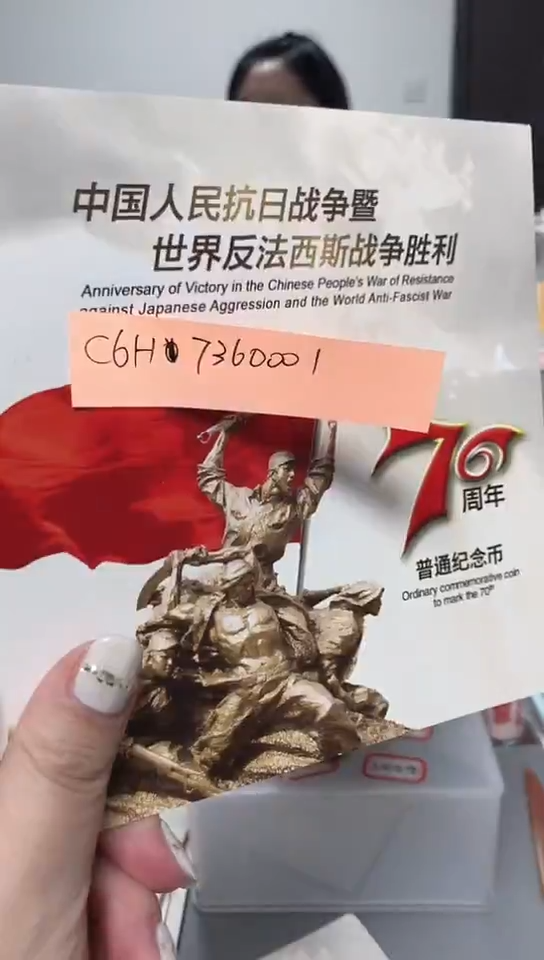 中国人民抗日战争暨
世界反法西斯战争胜利
Anniversary of Victory in the Chinese People's War of Resistance
against Japanese Aggression and the World Anti-Fascist War
C6H 7360001
70
周年
普通纪念币
Ordinary commemorative coin
to mark the 70th